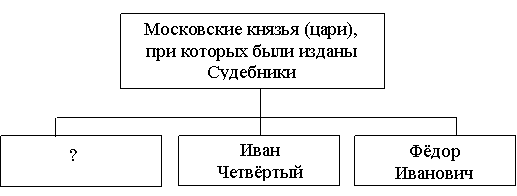 Московские князья (цари),
при которых были изданы
Судебники
?
Иван
Четвёртый
Фёдор
Иванович